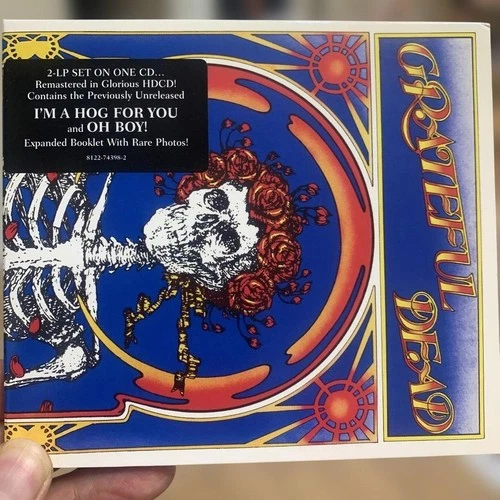 2-LP SET ON ONE CD...
Remastered in Glorious HDCD!
Contains the Previously Unreleased
I'M A HOG FOR YOU
and OH BOY!
Expanded Booklet With Rare Photos!
8122-74398-2
GRATEFUL DEAD